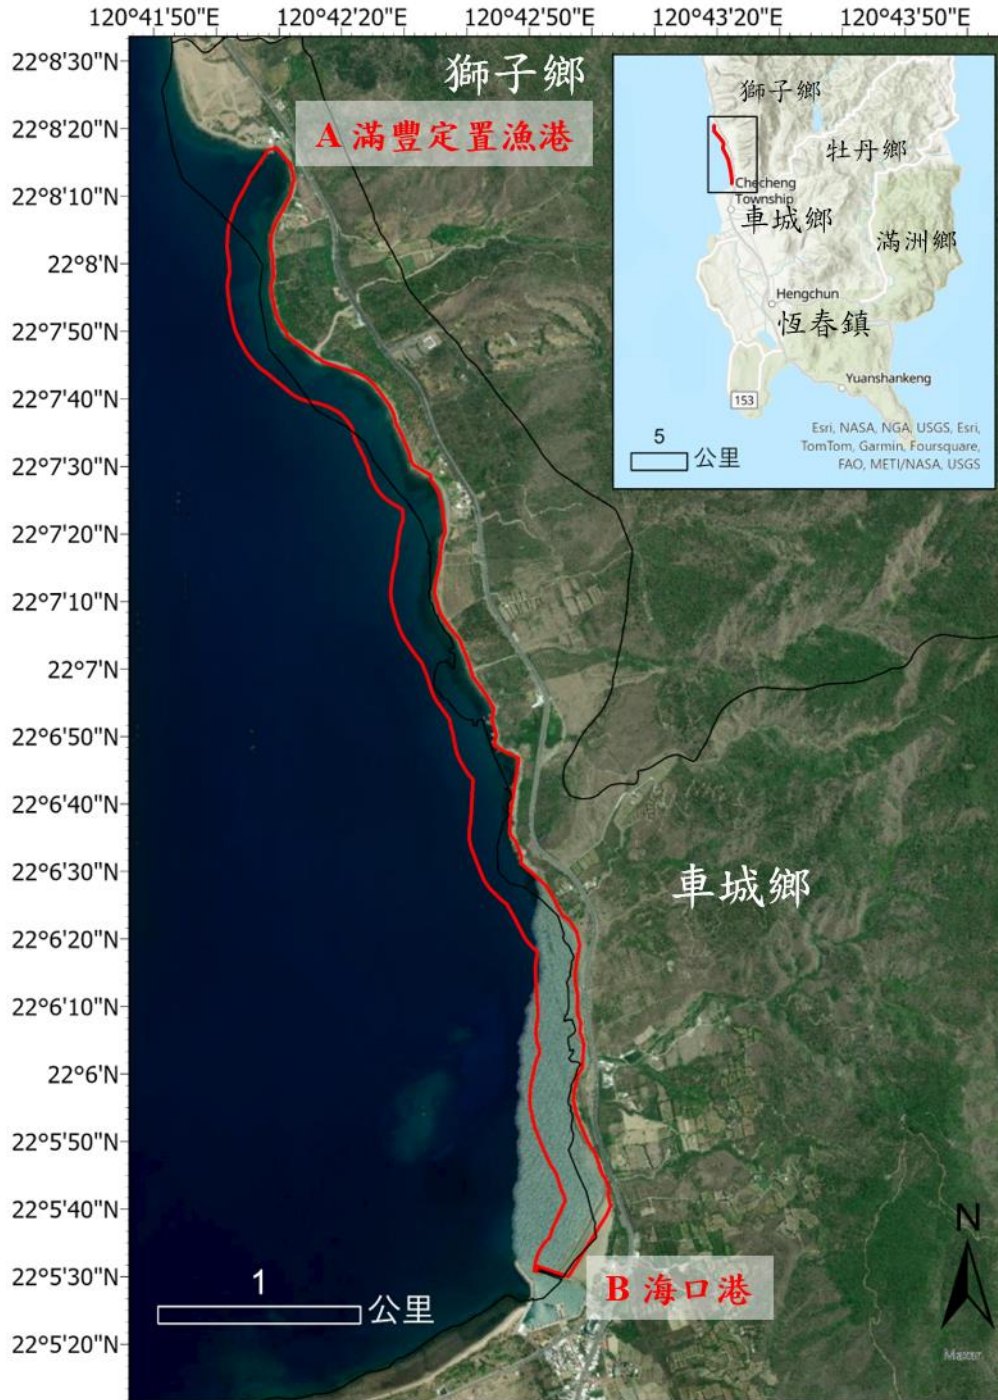 120°41'50"E
120°42'20"E
120°42'50"E
120°43'20"E
120°43'50"E
22°8'30"N
22°8'20"N
22°8'10"N
22°8'N
22°7'50"N
22°7'40"N
22°7'30"N
22°7'20"N
22°7'10"N
22°7'N
22°6'50"N
22°6'40"N
22°6'30"N
22°6'20"N
22°6'10"N
22°6'N
22°5'50"N
22°5'40"N
22°5'30"N
22°5'20"N
獅子鄉
A 滿豐定置漁港
獅子鄉
牡丹鄉
Checheng
Township
車城鄉
滿洲鄉
Hengchun
恆春鎮
Yuanshankeng
153
Esri, NASA, NGA, USGS, Esri,
TomTom, Garmin, Foursquare,
FAO, METI/NASA, USGS
5
公里
車城鄉
B 海口港
N
1
公里
Maxar